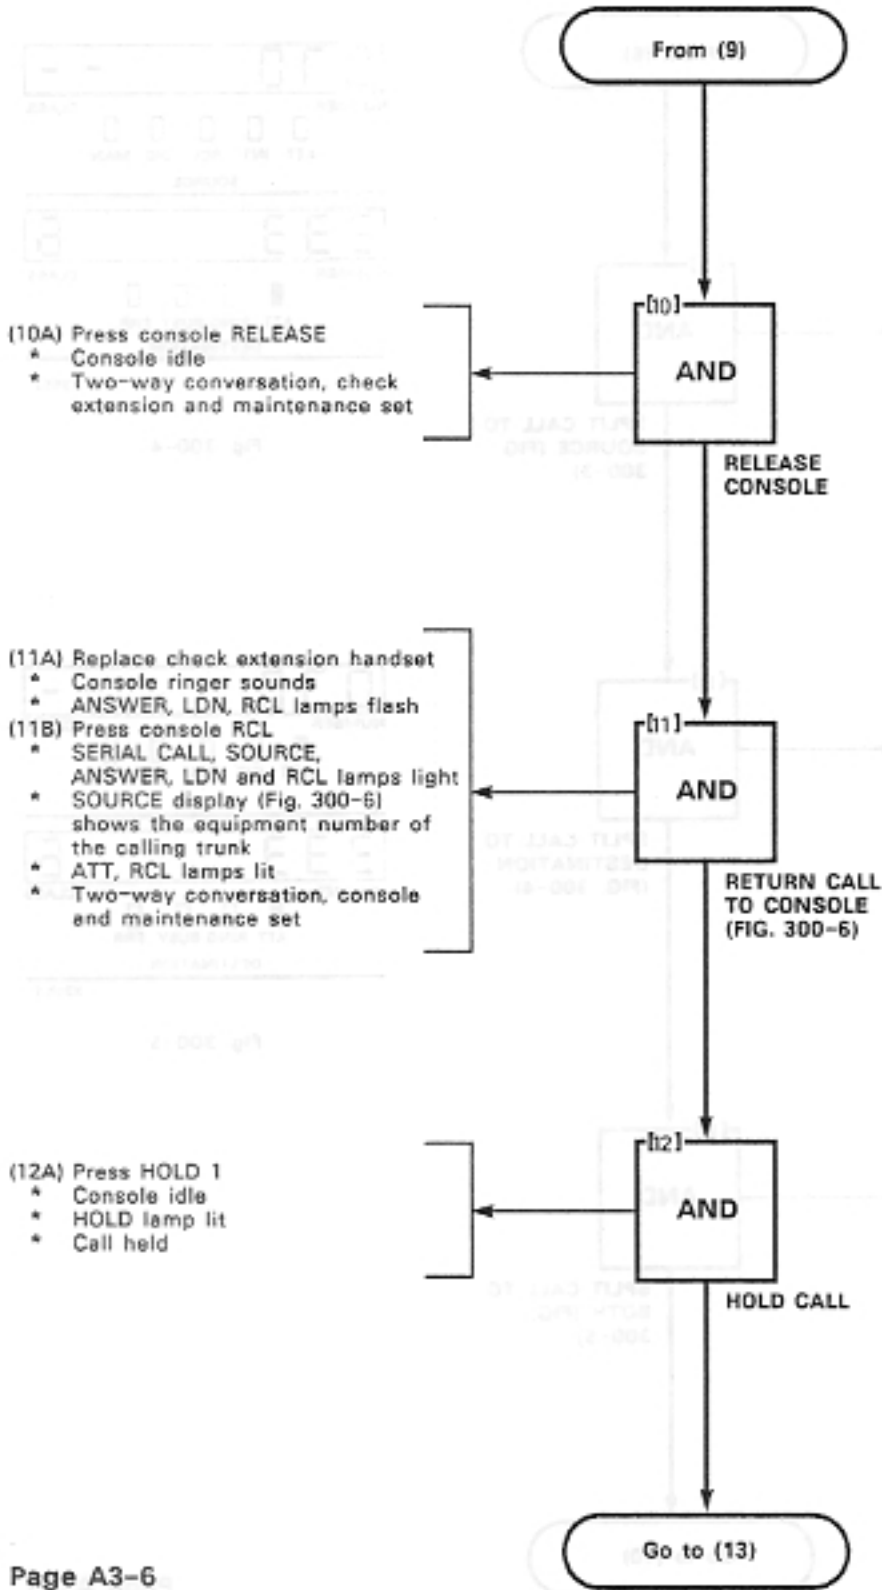 From (9)
[10]
AND
RELEASE
CONSOLE
(10A) Press console RELEASE
* Console idle
* Two-way conversation, check
extension and maintenance set
[11]
AND
RETURN CALL
TO CONSOLE
(FIG. 300-6)
(11A) Replace check extension handset
* Console ringer sounds
* ANSWER, LDN, RCL lamps flash
(11B) Press console RCL
* SERIAL CALL, SOURCE,
ANSWER, LDN and RCL lamps light
* SOURCE display (Fig. 300-6)
shows the equipment number of
the calling trunk
* ATT, RCL lamps lit
* Two-way conversation, console
and maintenance set
[12]
AND
HOLD CALL
(12A) Press HOLD 1
* Console idle
* HOLD lamp lit
* Call held
Go to (13)
Page A3-6